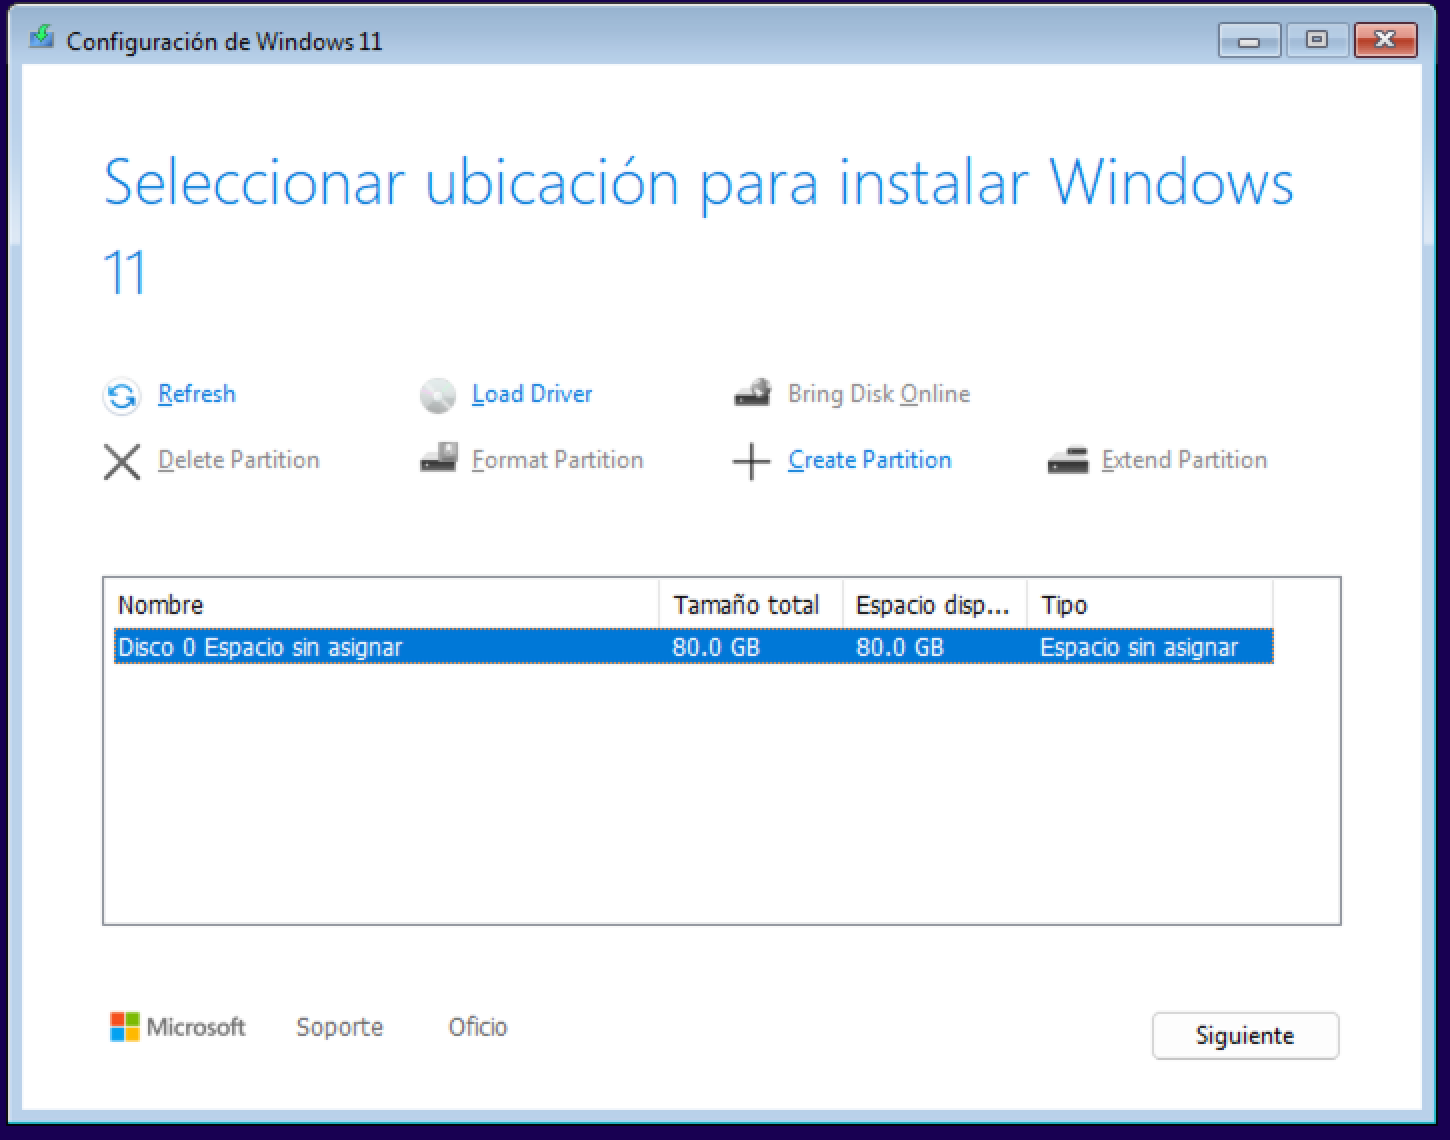 Configuración de Windows 11
Seleccionar ubicación para instalar Windows
11
Refresh Load Driver Bring Disk Online
Delete Partition Format Partition Create Partition Extend Partition
Nombre Tamaño total Espacio disp... Tipo
Disco 0 Espacio sin asignar 80.0 GB 80.0 GB Espacio sin asignar
Microsoft Soporte Oficio
Siguiente